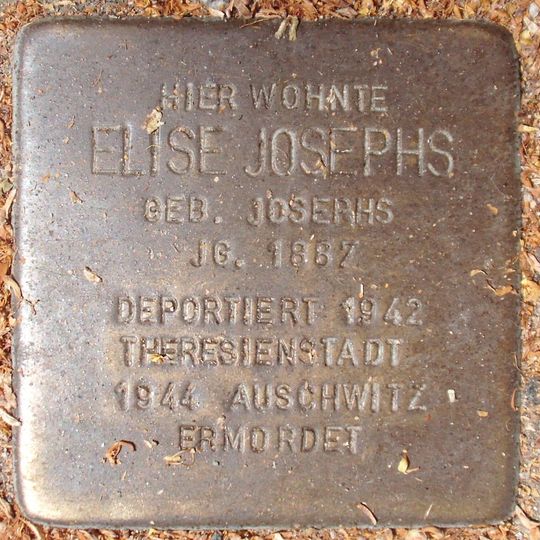 HIER WOHNTE
ELISE JOSEPHS
GEB. JOSEPHS
JG. 1887
DEPORTIERT 1942
THERESIENSTADT
1944 AUSCHWITZ
ERMORDET